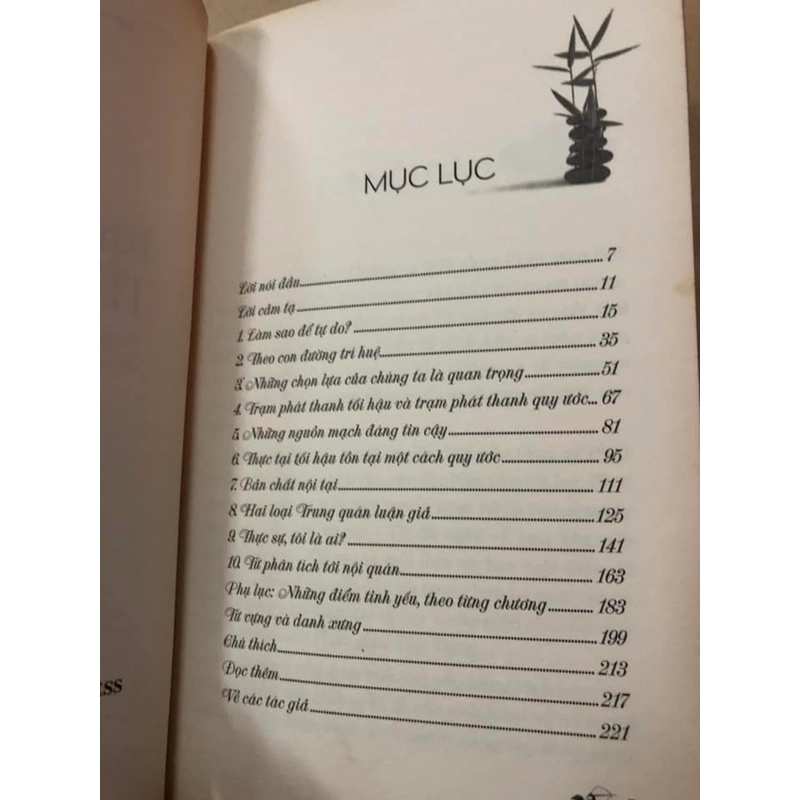 MỤC LỤC
Lời nói đầu 7
Lời cảm tạ 11
1. Làm sao để tự do? 15
2. Theo con đường trí huệ 35
3. Những chọn lựa của chúng ta là quan trọng 51
4. Trạm phát thanh tối hậu và trạm phát thanh quy ước... 67
5. Những nguồn mạch đáng tin cậy 81
6. Thực tại tối hậu tồn tại một cách quy ước 95
7. Bản chất nội tại 111
8. Hai loại Trung quán luận giả 125
9. Thực sự, tôi là ai? 141
10. Từ phân tích tới nội quán 163
Phụ lục: Những điểm tinh yếu, theo từng chương 183
Từ vựng và danh xưng 199
Chú thích 213
Đọc thêm 217
Về các tác giả 221
ESS